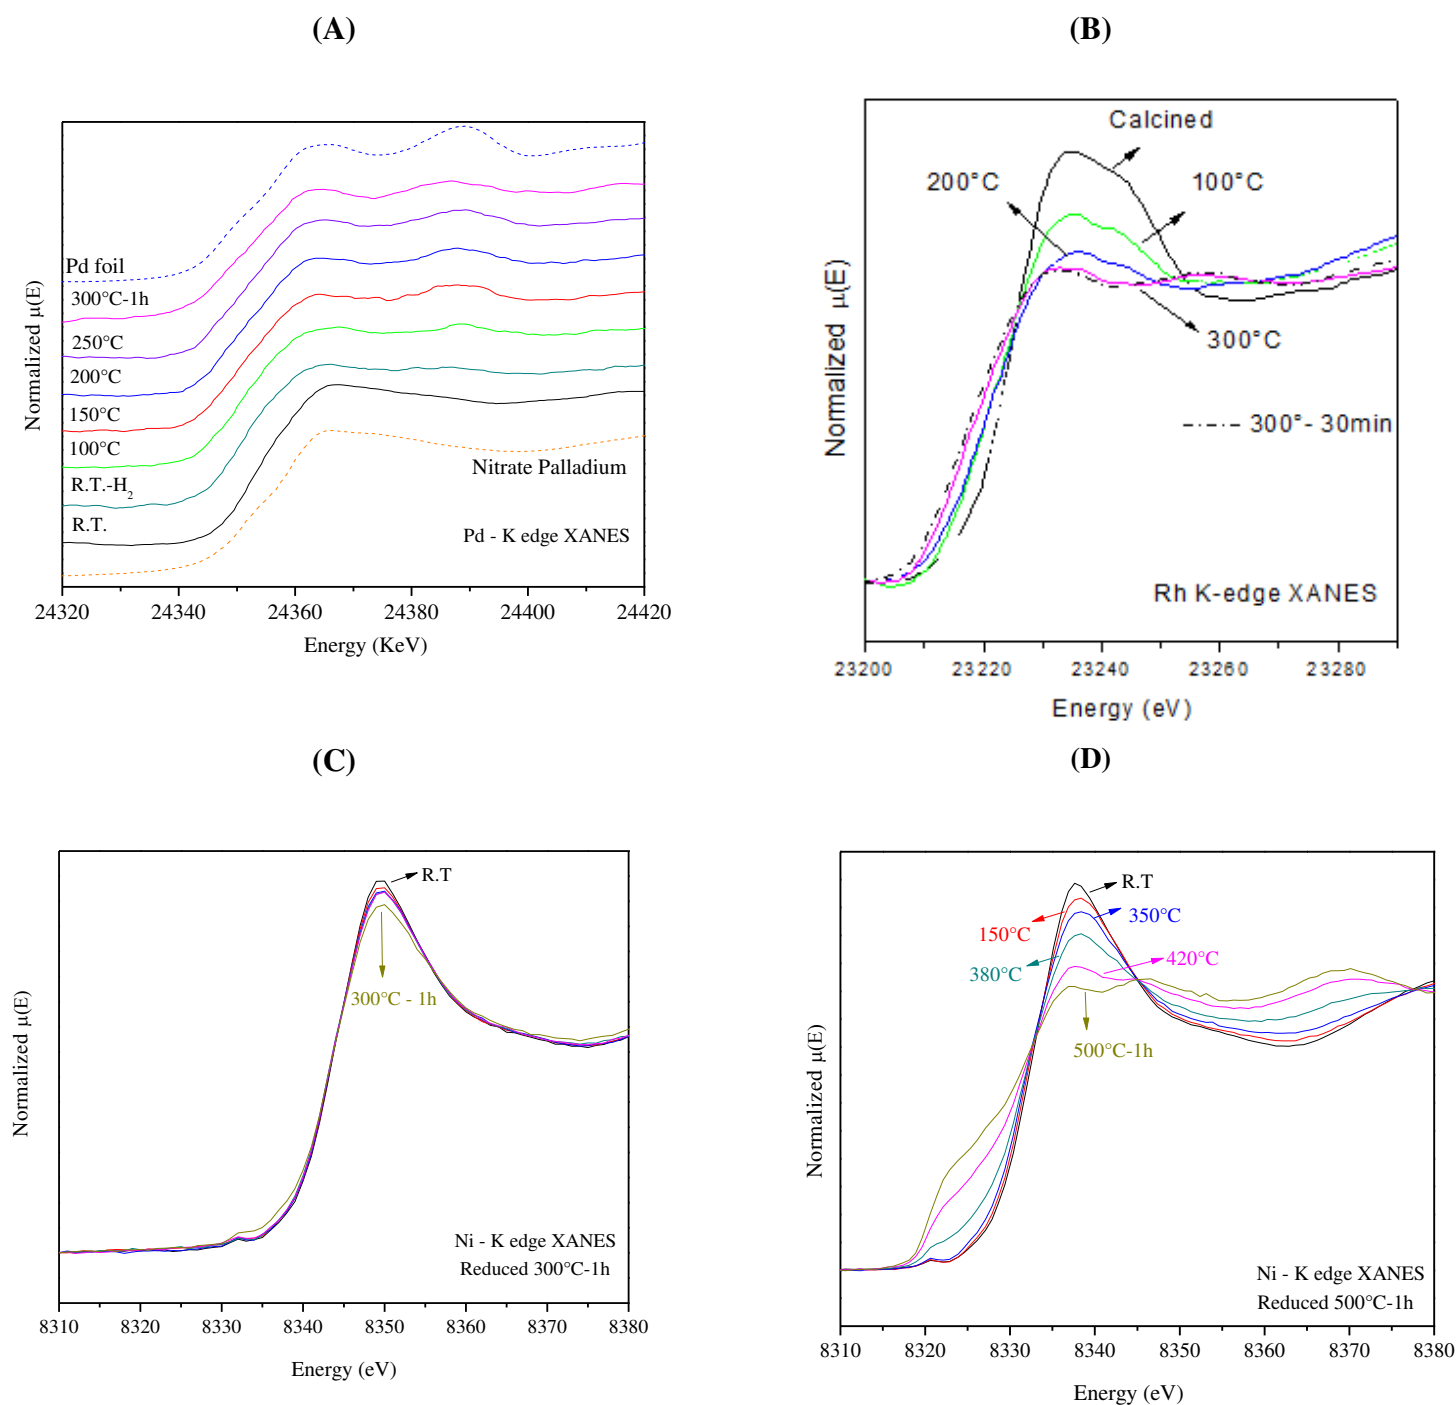 (A)
Normalized μ(E)
Pd foil
300°C-1h
250°C
200°C
150°C
100°C
R.T.-H2
R.T.
Nitrate Palladium
Pd - K edge XANES
24320 24340 24360 24380 24400 24420
Energy (KeV)
(B)
Normalized μ(E)
Calcined
200°C
100°C
300°C
300°- 30min
Rh K-edge XANES
23200 23220 23240 23260 23280
Energy (eV)
(C)
Normalized μ(E)
R.T
300°C - 1h
Ni - K edge XANES
Reduced 300°C-1h
8310 8320 8330 8340 8350 8360 8370 8380
Energy (eV)
(D)
Normalized μ(E)
R.T
150°C
350°C
380°C
420°C
500°C-1h
Ni - K edge XANES
Reduced 500°C-1h
8310 8320 8330 8340 8350 8360 8370 8380
Energy (eV)